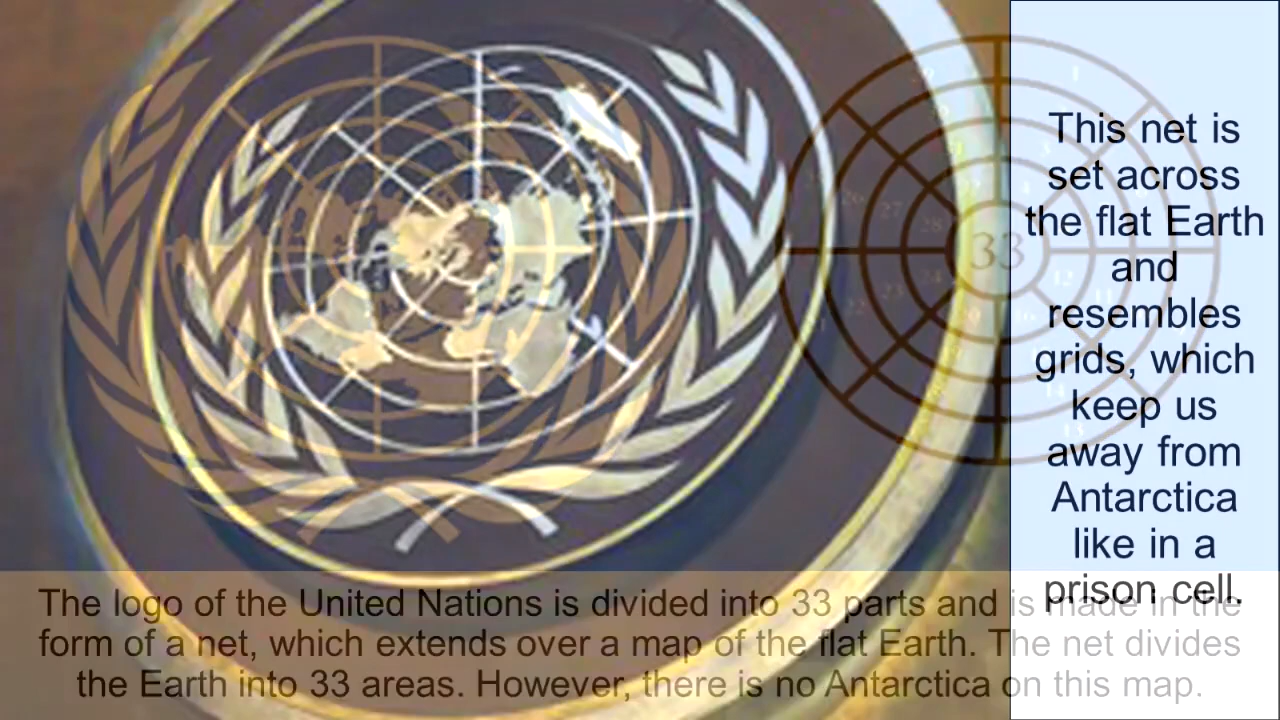 This net is
set across
the flat Earth
and
resembles
grids, which
keep us
away from
Antarctica
like in a
prison cell.
33
The logo of the United Nations is divided into 33 parts and is made in the
form of a net, which extends over a map of the flat Earth. The net divides
the Earth into 33 areas. However, there is no Antarctica on this map.